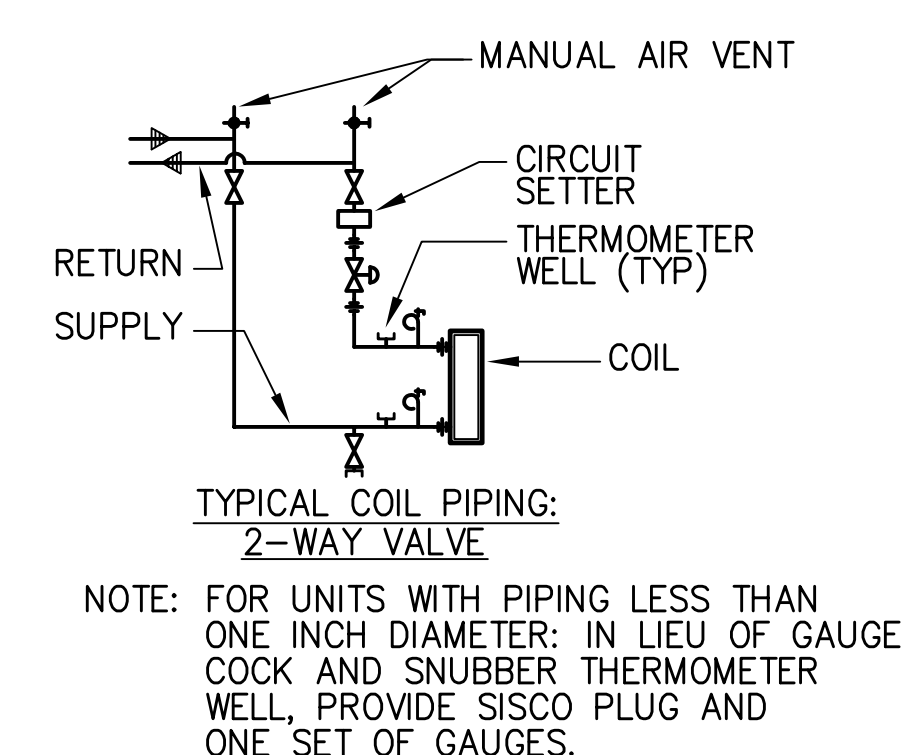 MANUAL AIR VENT
CIRCUIT
SETTER
THERMOMETER
WELL (TYP)
RETURN
SUPPLY
COIL
TYPICAL COIL PIPING:
2-WAY VALVE
NOTE: FOR UNITS WITH PIPING LESS THAN
ONE INCH DIAMETER: IN LIEU OF GAUGE
COCK AND SNUBBER THERMOMETER
WELL, PROVIDE SISCO PLUG AND
ONE SET OF GAUGES.